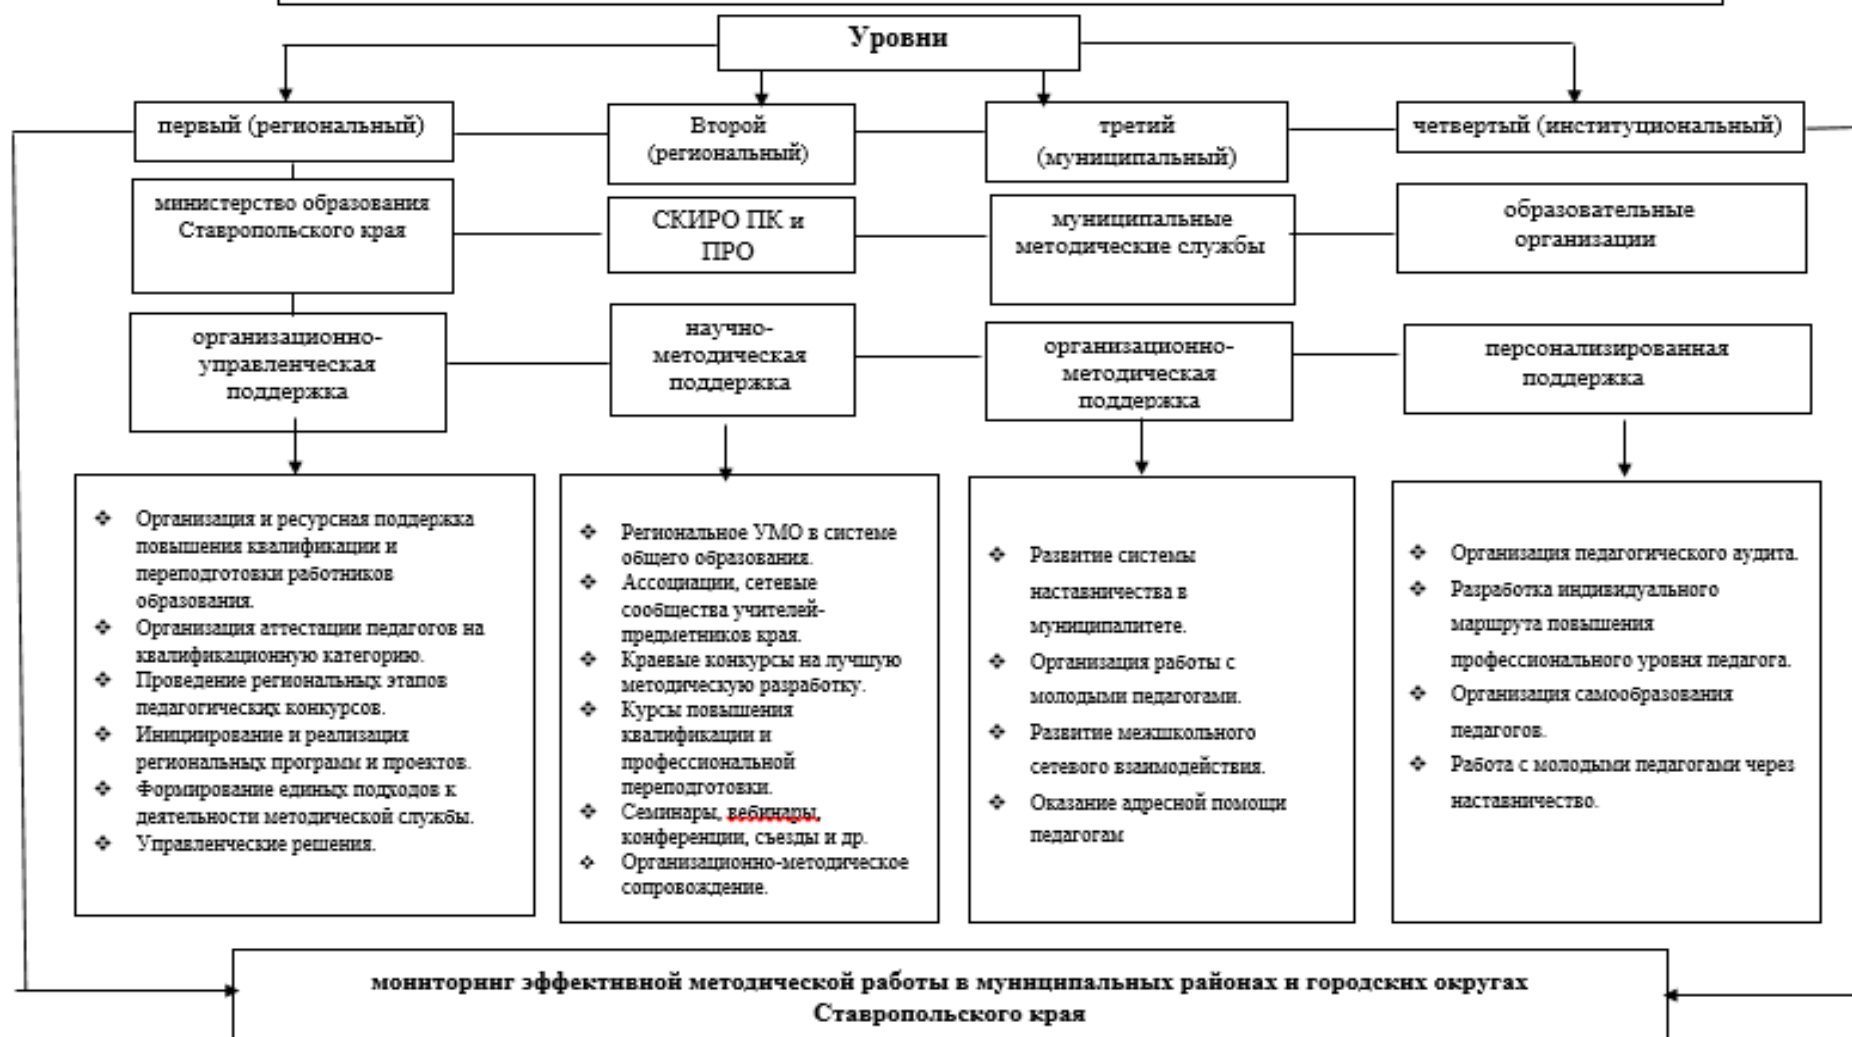 Уровни
первый (региональный)
Второй
(региональный)
третий
(муниципальный)
четвертый (институциональный)
министерство образования
Ставропольского края
СКИРО ПК и
ПРО
муниципальные
методические службы
образовательные
организации
организационно-
управленческая
поддержка
научно-
методическая
поддержка
организационно-
методическая
поддержка
персонализированная
поддержка
❖ Организация и ресурсная поддержка
повышения квалификации и
переподготовки работников
образования.
❖ Организация аттестации педагогов на
квалификационную категорию.
❖ Проведение региональных этапов
педагогических конкурсов.
❖ Инициирование и реализация
региональных программ и проектов.
❖ Формирование единых подходов к
деятельности методической службы.
❖ Управленческие решения.
❖ Региональное УМО в системе
общего образования.
❖ Ассоциации, сетевые
сообщества учителей-
предметников края.
❖ Краевые конкурсы на лучшую
методическую разработку.
❖ Курсы повышения
квалификации и
профессиональной
переподготовки.
❖ Семинары, вебинары,
конференции, съезды и др.
❖ Организационно-методическое
сопровождение.
❖ Развитие системы
наставничества в
муниципалитете.
❖ Организация работы с
молодыми педагогами.
❖ Развитие межшкольного
сетевого взаимодействия.
❖ Оказание адресной помощи
педагогам
❖ Организация педагогического аудита.
❖ Разработка индивидуального
маршрута повышения
профессионального уровня педагога.
❖ Организация самообразования
педагогов.
❖ Работа с молодыми педагогами через
наставничество.
мониторинг эффективной методической работы в муниципальных районах и городских округах
Ставропольского края